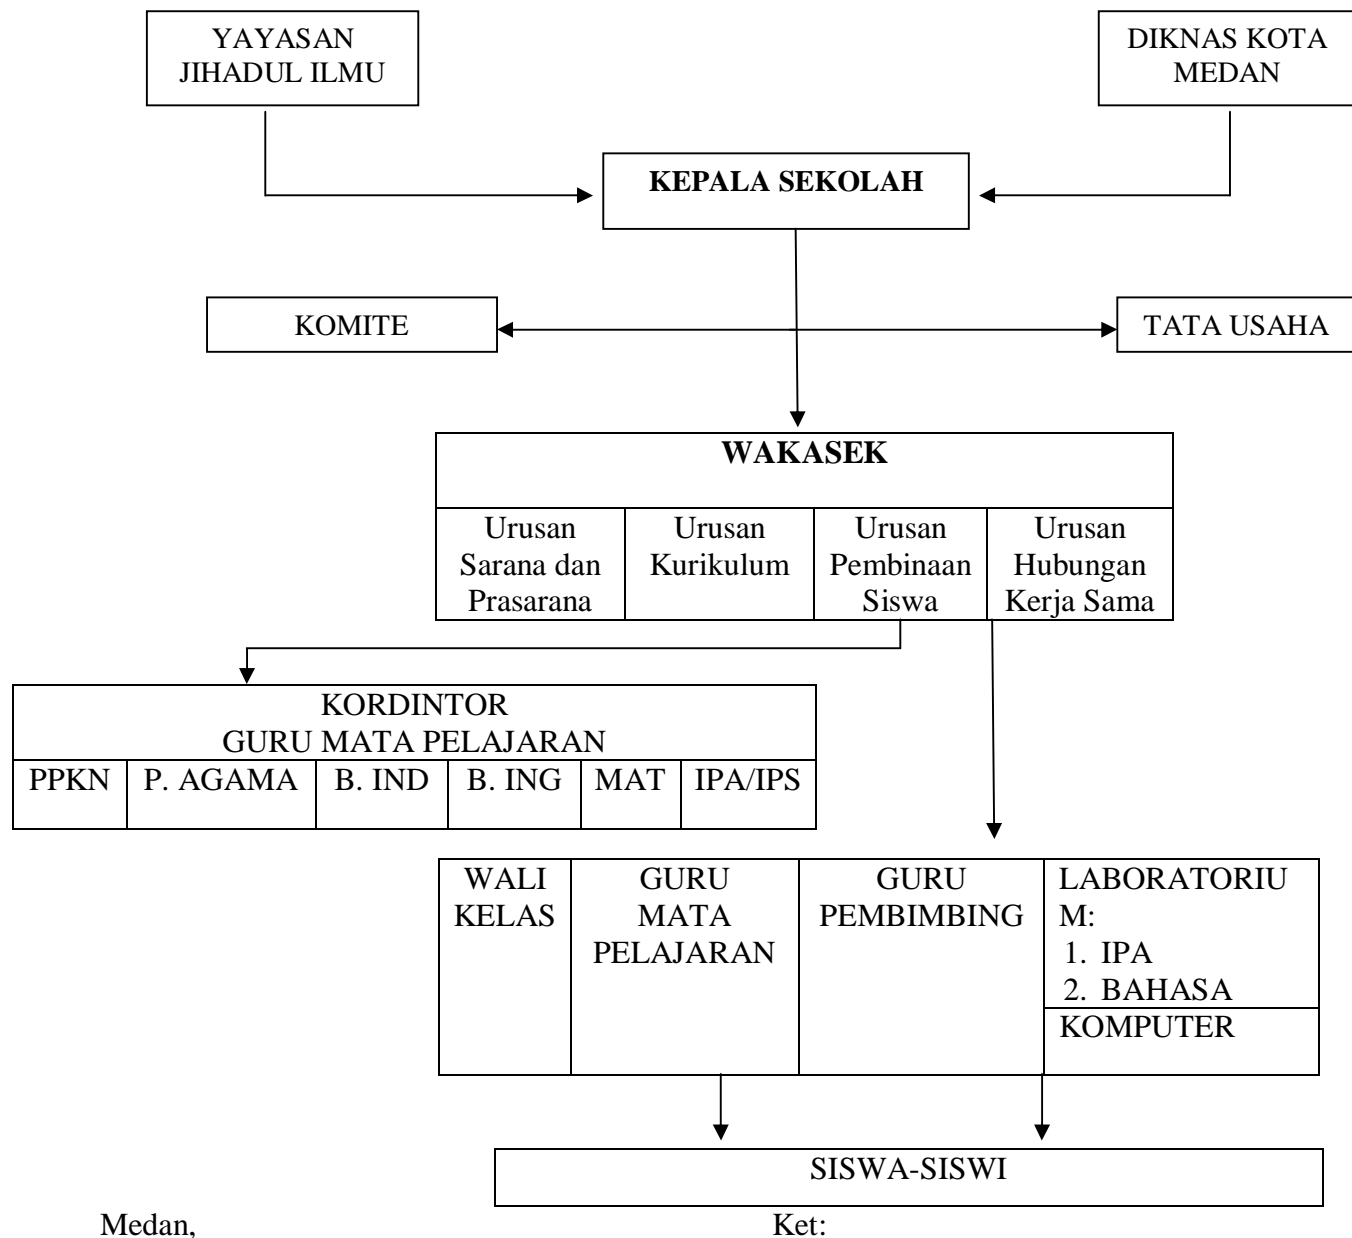 YAYASAN
JIHADUL ILMU
DIKNAS KOTA
MEDAN
KEPALA SEKOLAH
KOMITE
TATA USAHA
WAKASEK
Urusan
Sarana dan
Prasarana
Urusan
Kurikulum
Urusan
Pembinaan
Siswa
Urusan
Hubungan
Kerja Sama
KORDINTOR
GURU MATA PELAJARAN
PPKN
P. AGAMA
B. IND
B. ING
MAT
IPA/IPS
WALI
KELAS
GURU
MATA
PELAJARAN
GURU
PEMBIMBING
LABORATORIU
M:
1. IPA
2. BAHASA
KOMPUTER
SISWA-SISWI
Medan,
Ket: